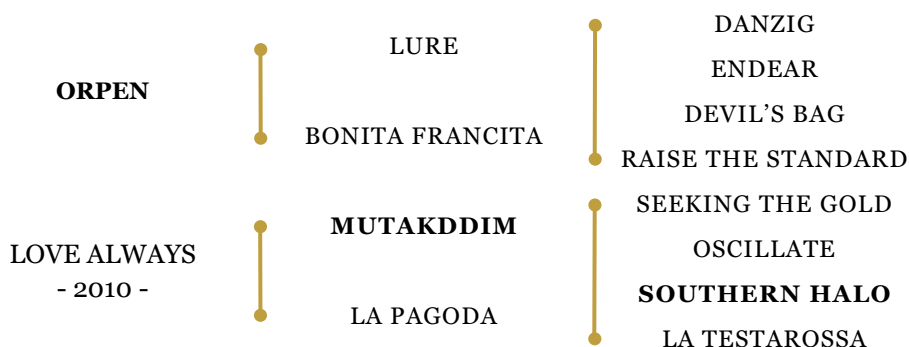 ORPEN
LOVE ALWAYS
- 2010 -
LURE
BONITA FRANCITA
MUTAKDDIM
LA PAGODA
DANZIG
ENDEAR
DEVIL’S BAG
RAISE THE STANDARD
SEEKING THE GOLD
OSCILLATE
SOUTHERN HALO
LA TESTAROSSA